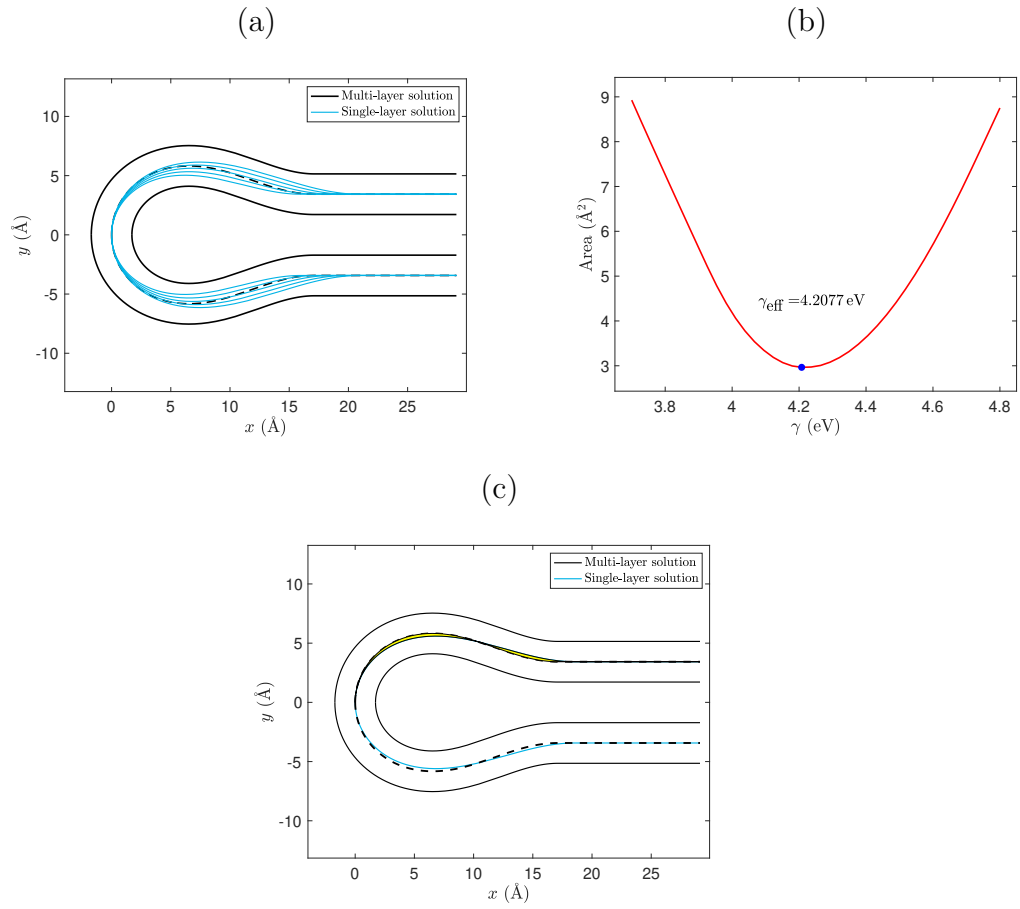 (a)
Multi-layer solution
Single-layer solution
10
5
0
-5
-10
y (Å)
0
5
10
15
20
25
x (Å)
(b)
9
8
7
6
5
4
3
Area (Å²)
γeff =4.2077 eV
3.8
4
4.2
4.4
4.6
4.8
γ (eV)
(c)
Multi-layer solution
Single-layer solution
10
5
0
-5
-10
y (Å)
0
5
10
15
20
25
x (Å)